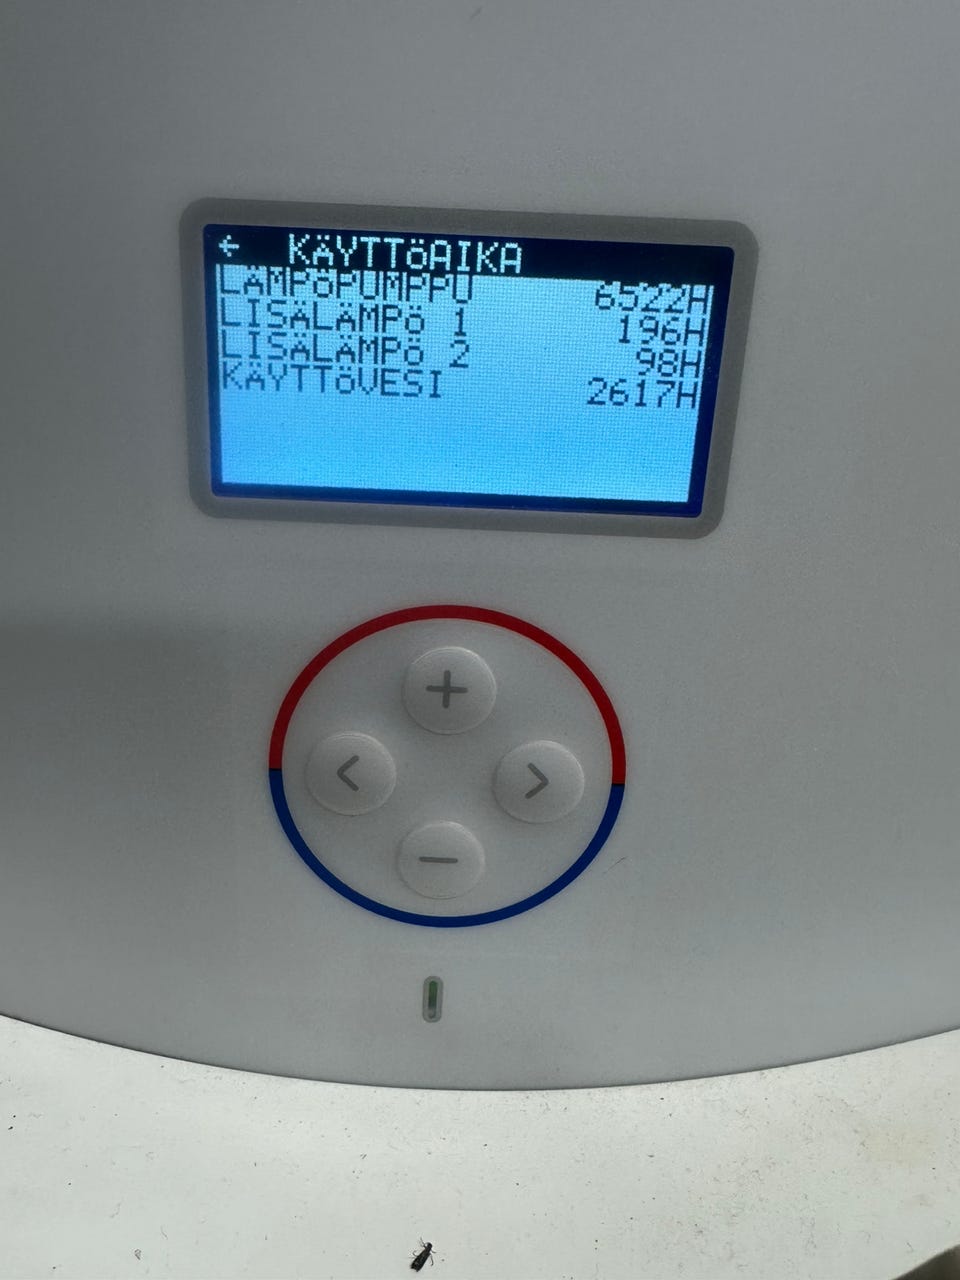 ← KÄYTTöAIKA
LÄMPÖPUMPPU 6522H
LISÄLÄMPö 1 196H
LISÄLÄMPö 2 98H
KÄYTTöVESI 2617H
+
< >
−